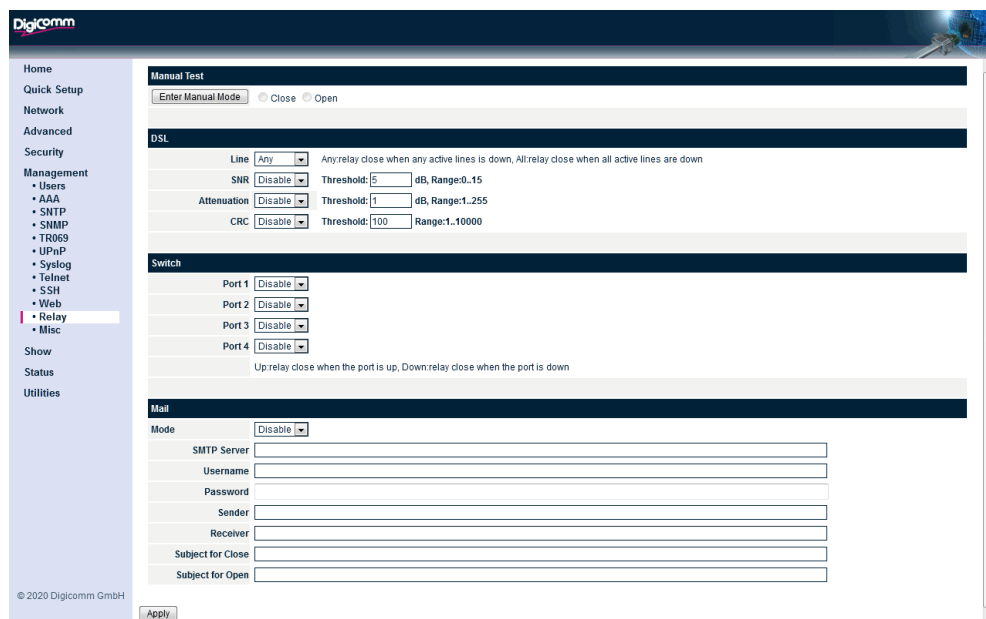 DigiComm
Home
Quick Setup
Network
Advanced
Security
Management
• Users
• AAA
• SNTP
• SNMP
• TR069
• UPnP
• Syslog
• Telnet
• SSH
• Web
• Relay
• Misc
Show
Status
Utilities
© 2020 Digicomm GmbH
Manual Test
Enter Manual Mode Close Open
DSL
Line Any Any:relay close when any active lines is down, All:relay close when all active lines are down
SNR Disable Threshold: 5 dB, Range:0..15
Attenuation Disable Threshold: 1 dB, Range:1..255
CRC Disable Threshold: 100 Range:1..10000
Switch
Port 1 Disable
Port 2 Disable
Port 3 Disable
Port 4 Disable
Up:relay close when the port is up, Down:relay close when the port is down
Mail
Mode Disable
SMTP Server
Username
Password
Sender
Receiver
Subject for Close
Subject for Open
Apply